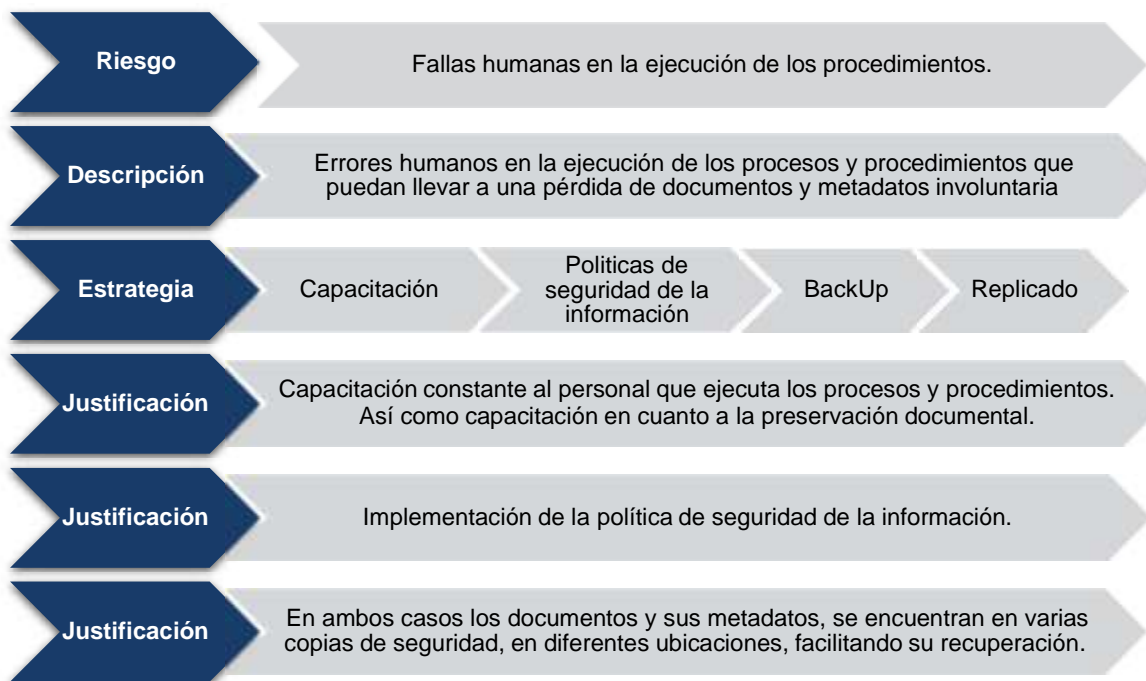 Riesgo
Fallas humanas en la ejecución de los procedimientos.
Descripción
Errores humanos en la ejecución de los procesos y procedimientos que
puedan llevar a una pérdida de documentos y metadatos involuntaria
Estrategia
Capacitación
Politicas de
seguridad de la
información
BackUp
Replicado
Justificación
Capacitación constante al personal que ejecuta los procesos y procedimientos.
Así como capacitación en cuanto a la preservación documental.
Justificación
Implementación de la política de seguridad de la información.
Justificación
En ambos casos los documentos y sus metadatos, se encuentran en varias
copias de seguridad, en diferentes ubicaciones, facilitando su recuperación.